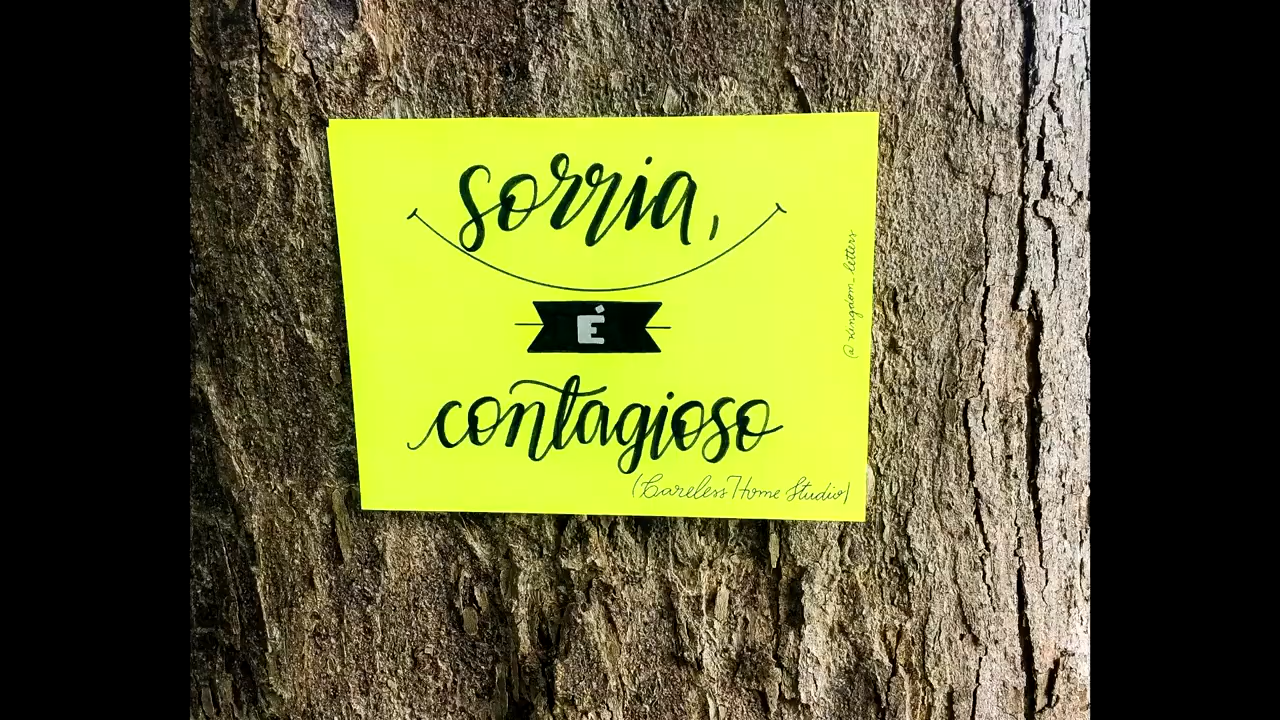 sorria,
É
contagioso
(Careless Home Studio)
@kingdom_letters